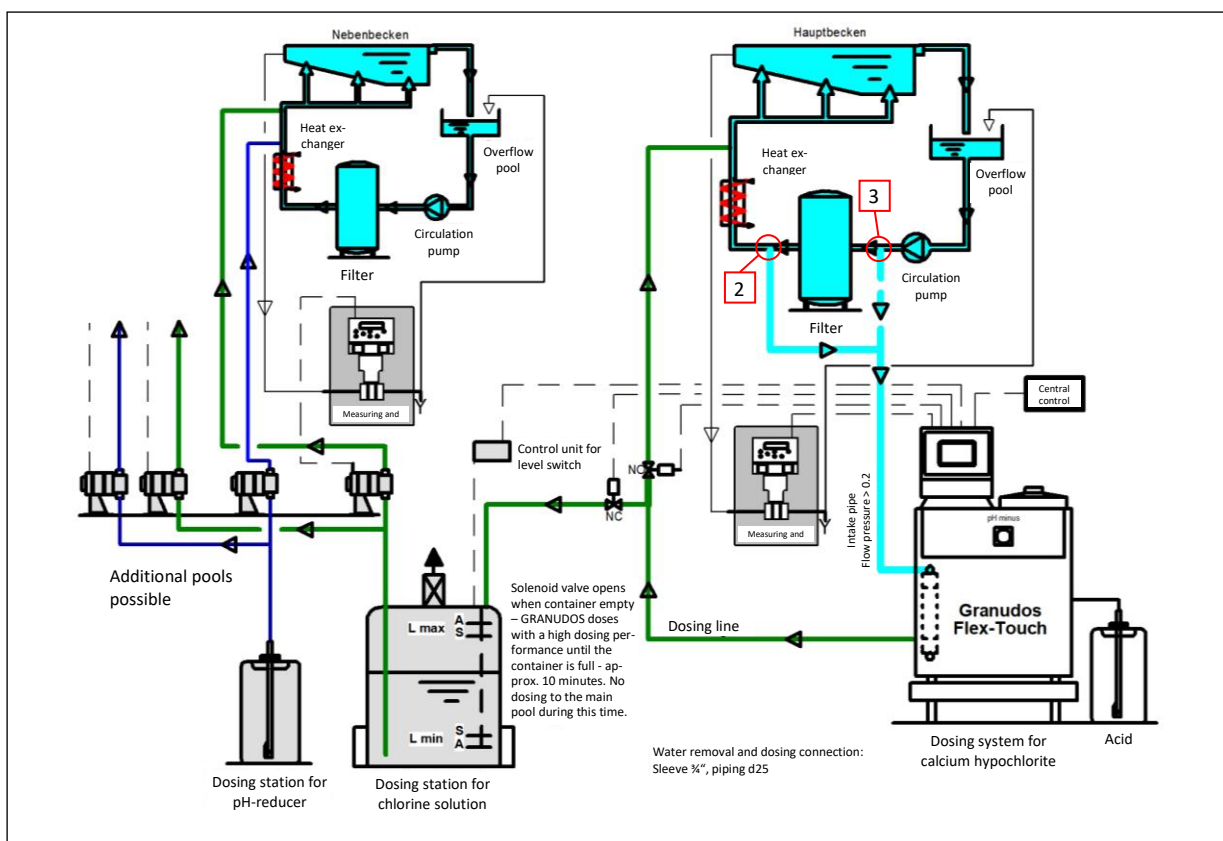 Nebenbecken
Heat ex-
changer
Overflow
pool
Circulation
pump
Filter
Measuring and
Hauptbecken
Heat ex-
changer
Overflow
pool
3
2
Circulation
pump
Filter
Central
control
Measuring and
Control unit for
level switch
NC
NC
Intake pipe
Flow pressure > 0.2
pH minus
Granudos
Flex-Touch
Additional pools
possible
L max
A
S
L min
S
A
Solenoid valve opens
when container empty
– GRANUDOS doses
with a high dosing per-
formance until the
container is full - ap-
prox. 10 minutes. No
dosing to the main
pool during this time.
Dosing line
Water removal and dosing connection:
Sleeve ¾“, piping d25
Dosing station for
pH-reducer
Dosing station for
chlorine solution
Dosing system for
calcium hypochlorite
Acid